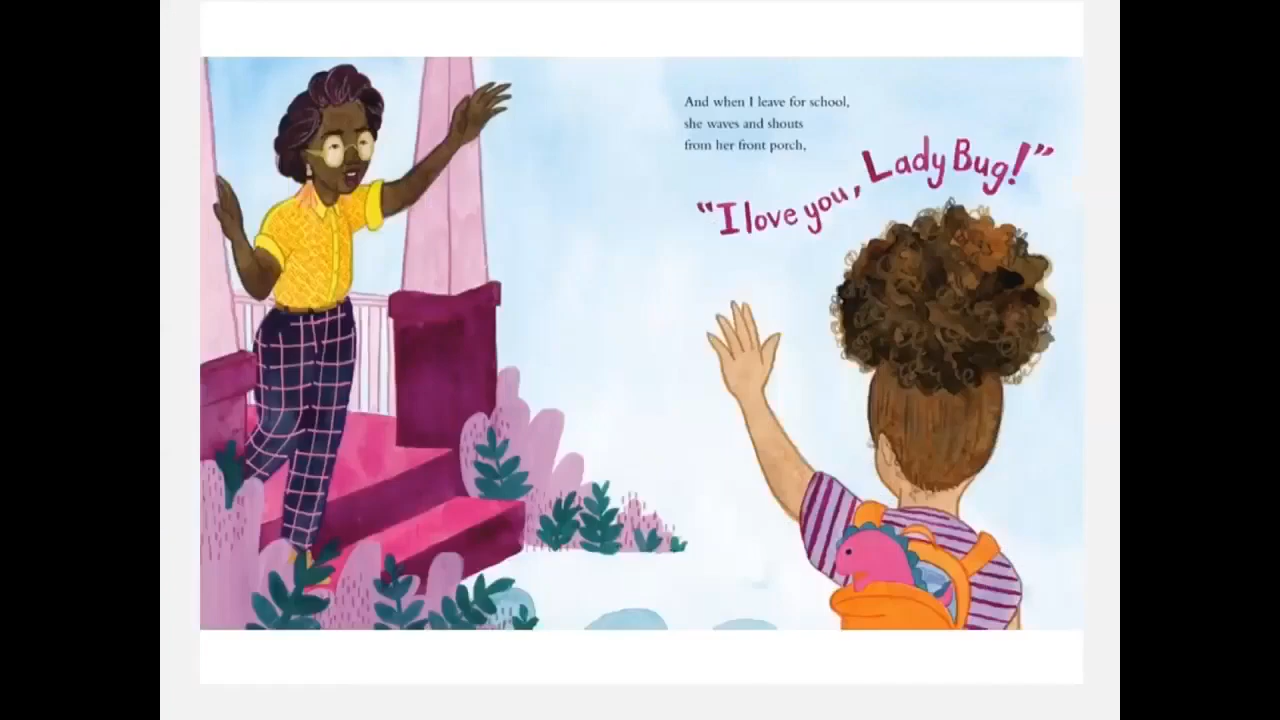 And when I leave for school,
she waves and shouts
from her front porch,
“I love you, Lady Bug!”